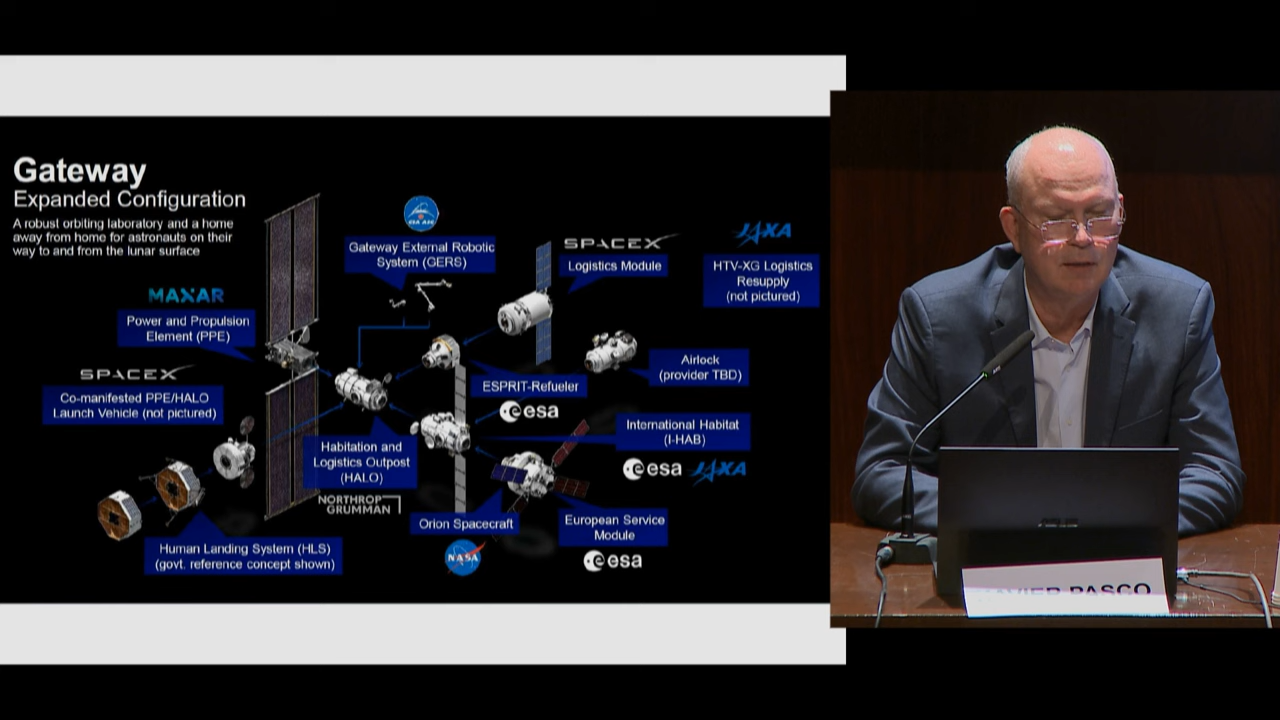 Gateway
Expanded Configuration
A robust orbiting laboratory and a home
away from home for astronauts on their
way to and from the lunar surface
Gateway External Robotic
System (GERS)
SPACEX
Logistics Module
JAXA
HTV-XG Logistics
Resupply
(not pictured)
MAXAR
Power and Propulsion
Element (PPE)
SPACEX
Co-manifested PPE/HALO
Launch Vehicle (not pictured)
Airlock
(provider TBD)
ESPRIT-Refueler
esa
International Habitat
(I-HAB)
esa JAXA
Habitation and
Logistics Outpost
(HALO)
NORTHROP
GRUMMAN
Orion Spacecraft
NASA
European Service
Module
esa
Human Landing System (HLS)
(govt. reference concept shown)
PASCO